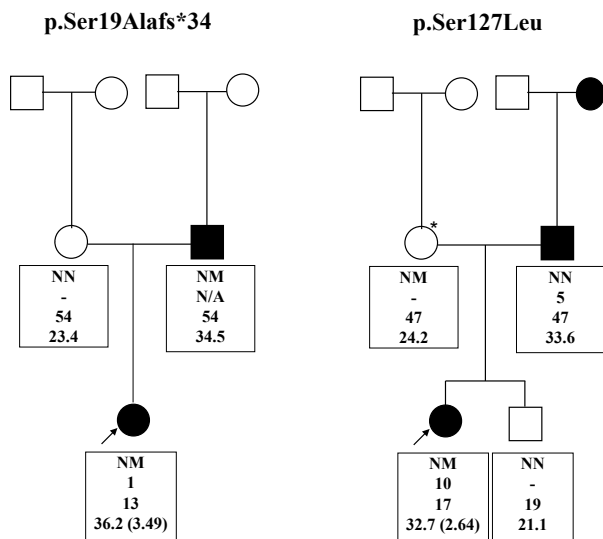 p.Ser19Alafs*34
p.Ser127Leu
*
NN
-
54
23.4
NM
N/A
54
34.5
NM
-
47
24.2
NN
5
47
33.6
NM
1
13
36.2 (3.49)
NM
10
17
32.7 (2.64)
NN
-
19
21.1